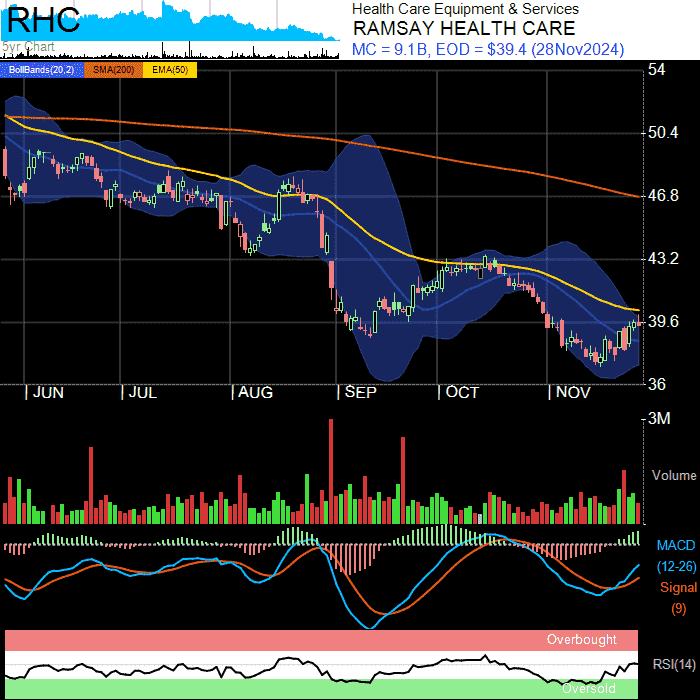 RHC
5yr Chart
Health Care Equipment & Services
RAMSAY HEALTH CARE
MC = 9.1B, EOD = $39.4 (28Nov2024)
BollBands(20,2) SMA(200) EMA(50)
54
50.4
46.8
43.2
39.6
36
JUN JUL AUG SEP OCT NOV
3M
Volume
MACD
(12-26)
Signal
(9)
Overbought
RSI(14)
Oversold